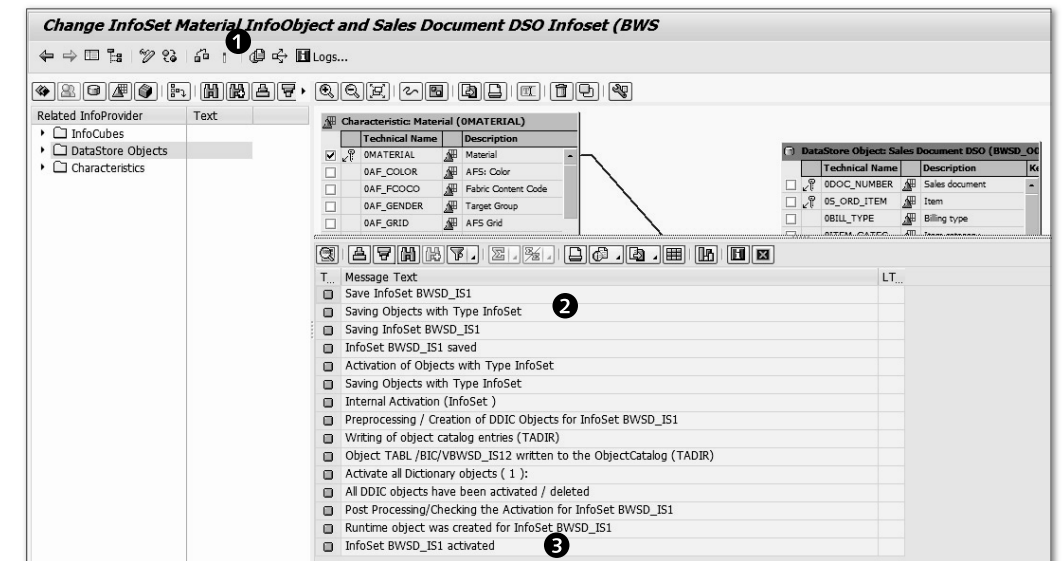 Change InfoSet Material InfoObject and Sales Document DSO Infoset (BWS
1
Logs...
Related InfoProvider Text
InfoCubes
DataStore Objects
Characteristics
Characteristic: Material (0MATERIAL)
Technical Name Description
0MATERIAL Material
0AF_COLOR AFS: Color
0AF_FCOCO Fabric Content Code
0AF_GENDER Target Group
0AF_GRID AFS Grid
DataStore Object: Sales Document DSO (BWSD_OO
Technical Name Description Ke
0DOC_NUMBER Sales document
0S_ORD_ITEM Item
0BILL_TYPE Billing type
T... Message Text LT...
Save InfoSet BWSD_IS1
Saving Objects with Type InfoSet
2
Saving InfoSet BWSD_IS1
InfoSet BWSD_IS1 saved
Activation of Objects with Type InfoSet
Saving Objects with Type InfoSet
Internal Activation (InfoSet )
Preprocessing / Creation of DDIC Objects for InfoSet BWSD_IS1
Writing of object catalog entries (TADIR)
Object TABL /BIC/VBWSD_IS12 written to the ObjectCatalog (TADIR)
Activate all Dictionary objects ( 1 ):
All DDIC objects have been activated / deleted
Post Processing/Checking the Activation for InfoSet BWSD_IS1
Runtime object was created for InfoSet BWSD_IS1
InfoSet BWSD_IS1 activated 3